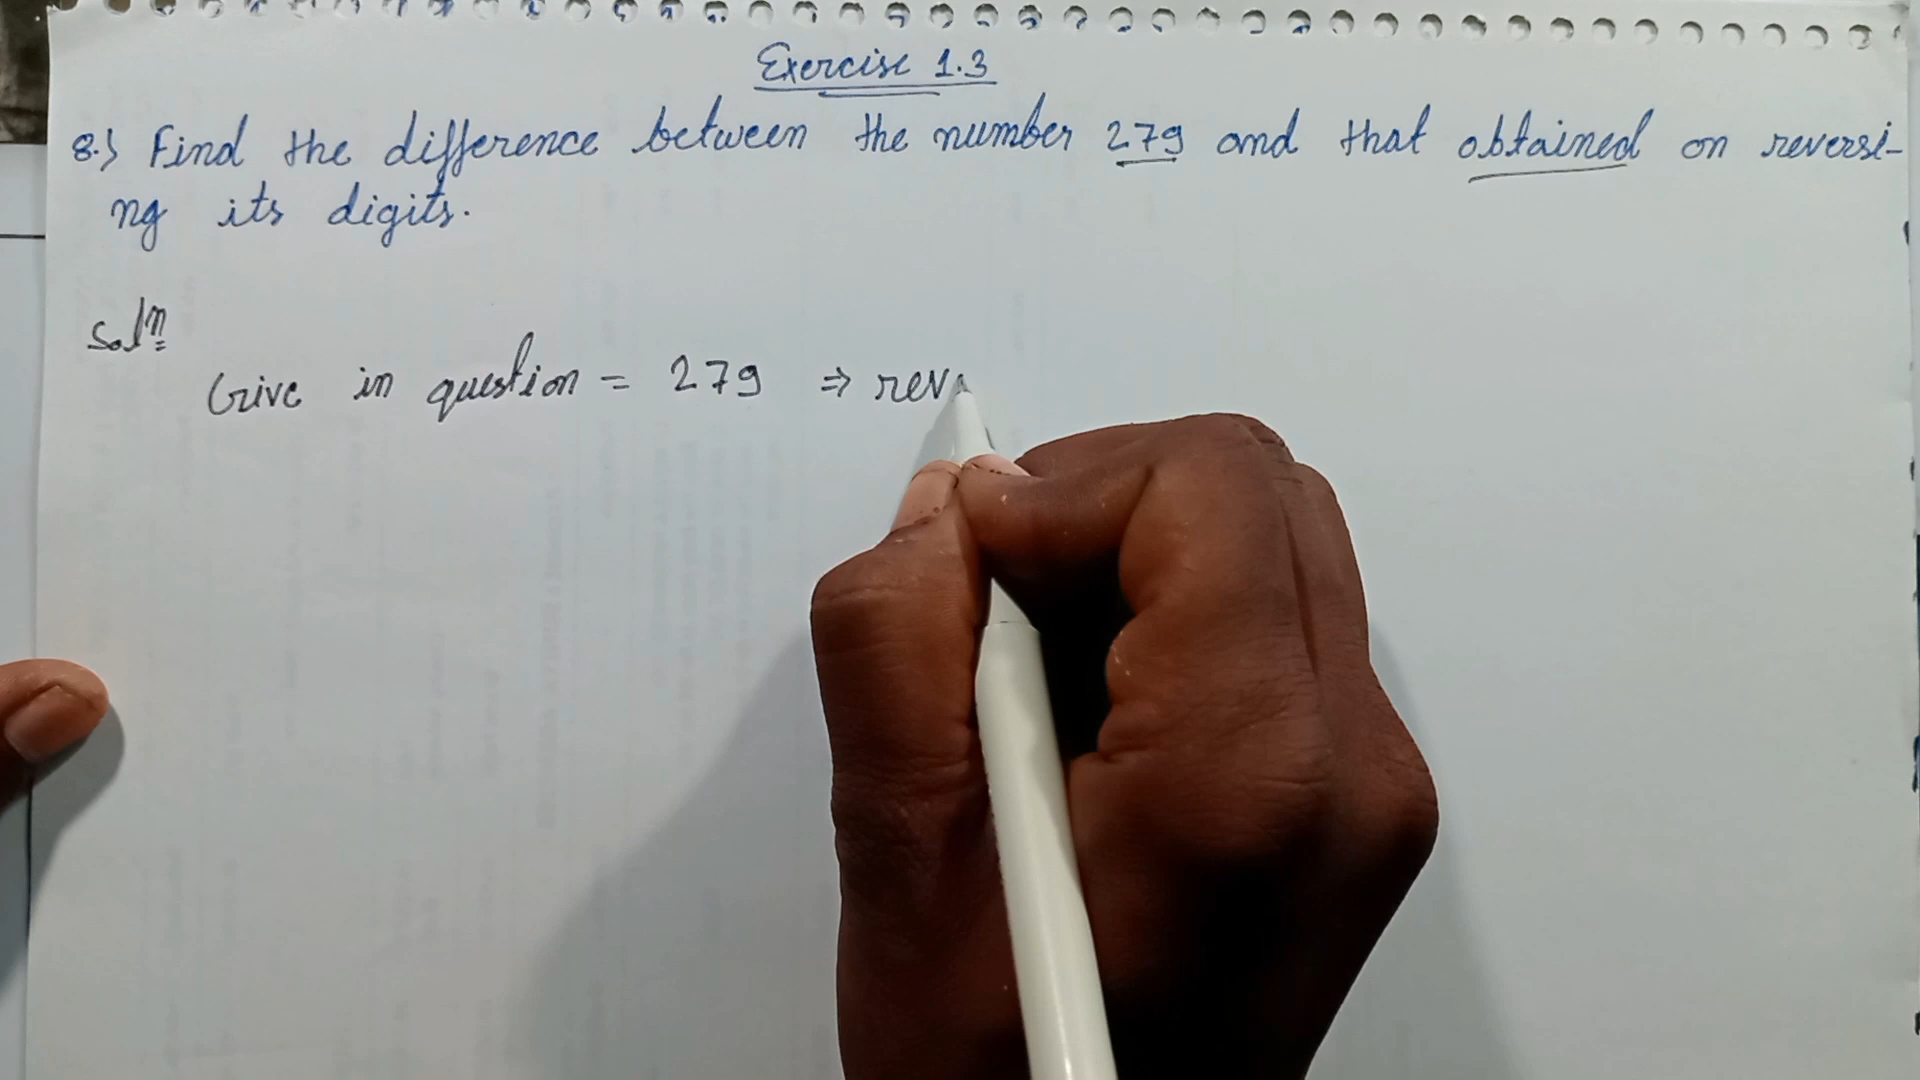 Exercise 1.3
8.) Find the difference between the number 279 and that obtained on reversi-
ng its digits.
Solⁿ
Give in question = 279 ⇒ rev